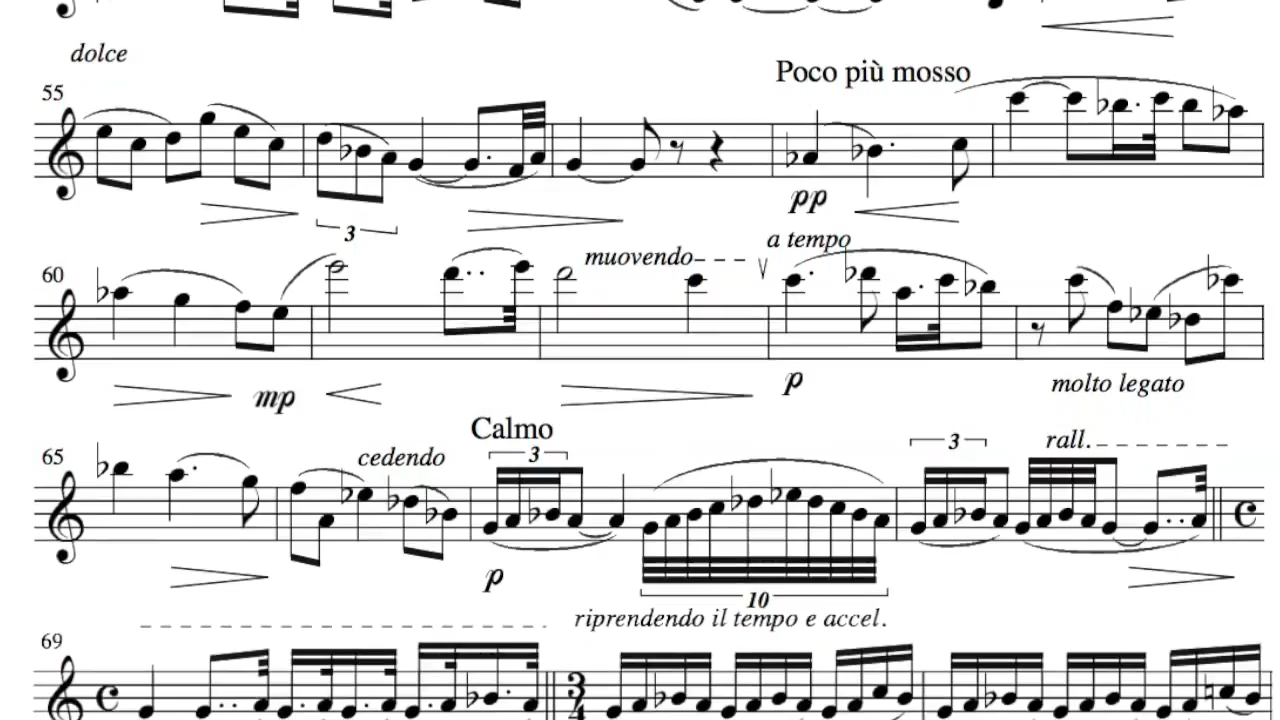 dolce
Poco più mosso
55
3
pp
a tempo
muovendo
60
mp
p
molto legato
Calmo
rall.
cedendo
65
3
3
p
10
riprendendo il tempo e accel.
69
3
4